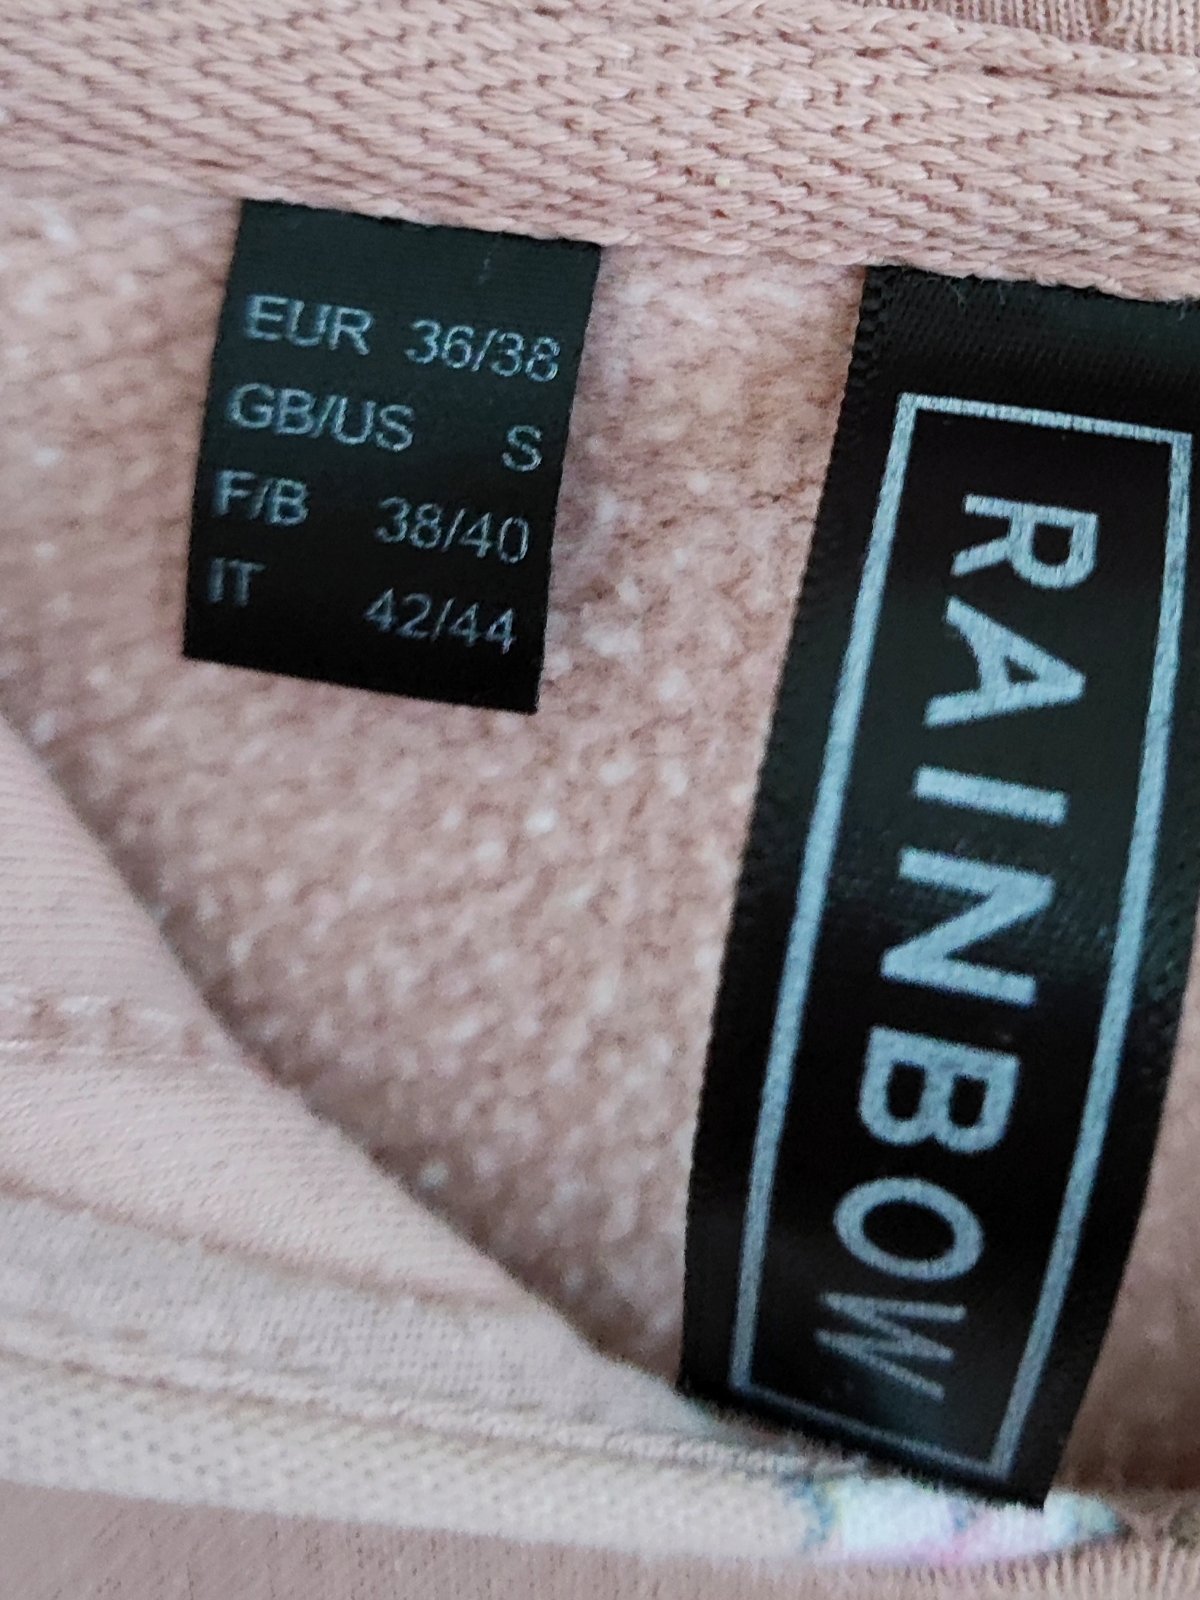 EUR 36/38
GB/US S
F/B 38/40
IT 42/44
RAINBOW